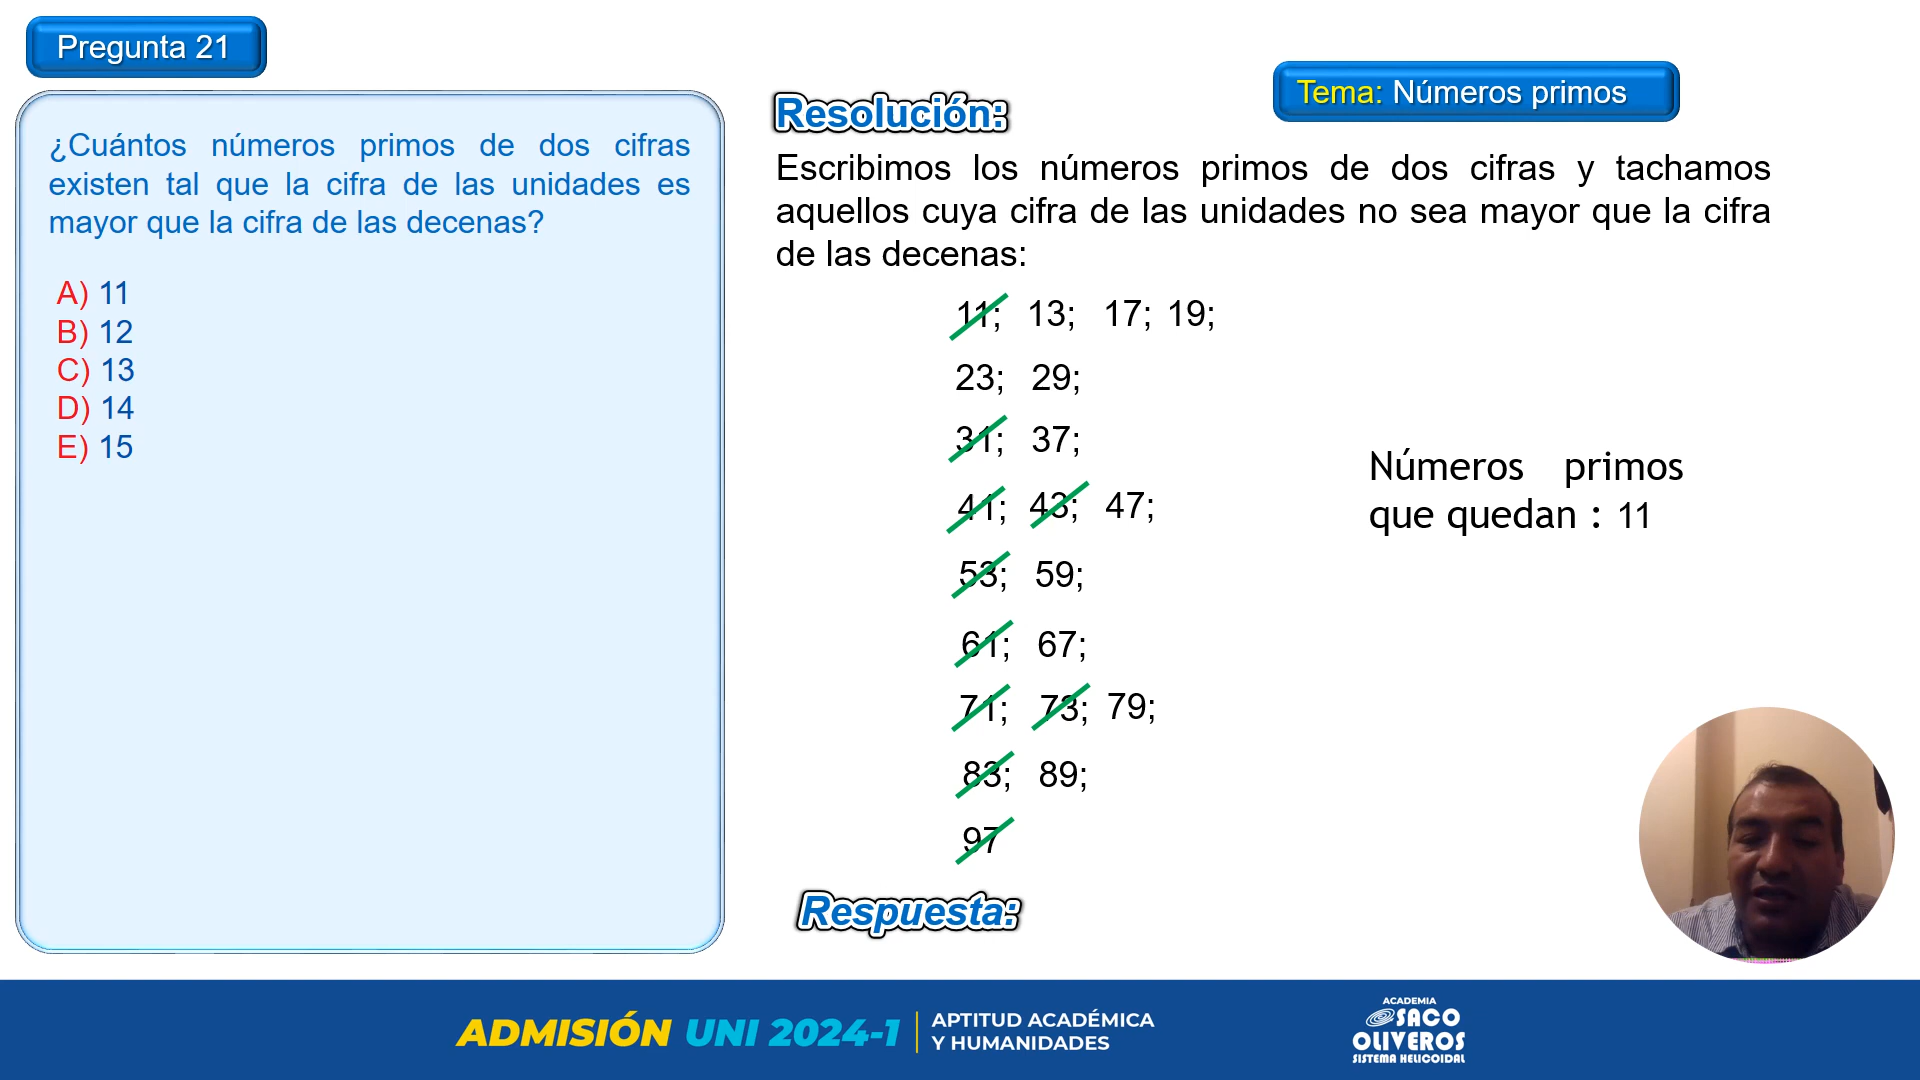 Pregunta 21
¿Cuántos números primos de dos cifras
existen tal que la cifra de las unidades es
mayor que la cifra de las decenas?
A) 11
B) 12
C) 13
D) 14
E) 15
Tema: Números primos
Resolución:
Escribimos los números primos de dos cifras y tachamos
aquellos cuya cifra de las unidades no sea mayor que la cifra
de las decenas:
11; 13; 17; 19;
23; 29;
31; 37;
41; 43; 47;
53; 59;
61; 67;
71; 73; 79;
83; 89;
97
Números primos
que quedan : 11
Respuesta:
ADMISIÓN UNI 2024-1
APTITUD ACADÉMICA
Y HUMANIDADES
ACADEMIA
SACO
OLIVEROS
SISTEMA HELICOIDAL